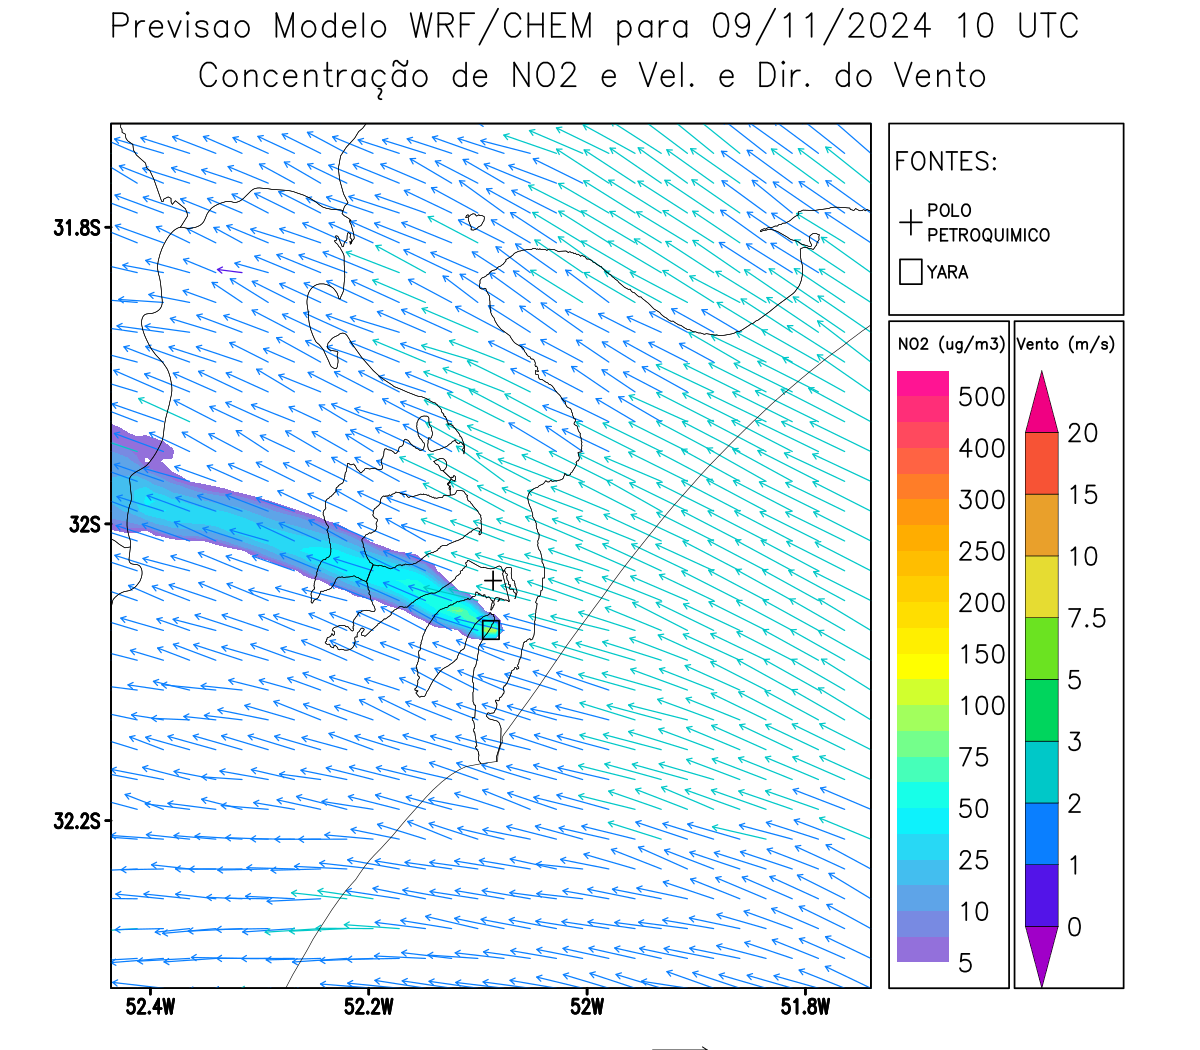 Previsao Modelo WRF/CHEM para 09/11/2024 10 UTC
Concentração de NO2 e Vel. e Dir. do Vento
FONTES:
POLO
PETROQUIMICO
YARA
31.8S
32S
32.2S
52.4W
52.2W
52W
51.8W
NO2 (ug/m3)
500
400
300
250
200
150
100
75
50
25
10
5
Vento (m/s)
20
15
10
7.5
5
3
2
1
0